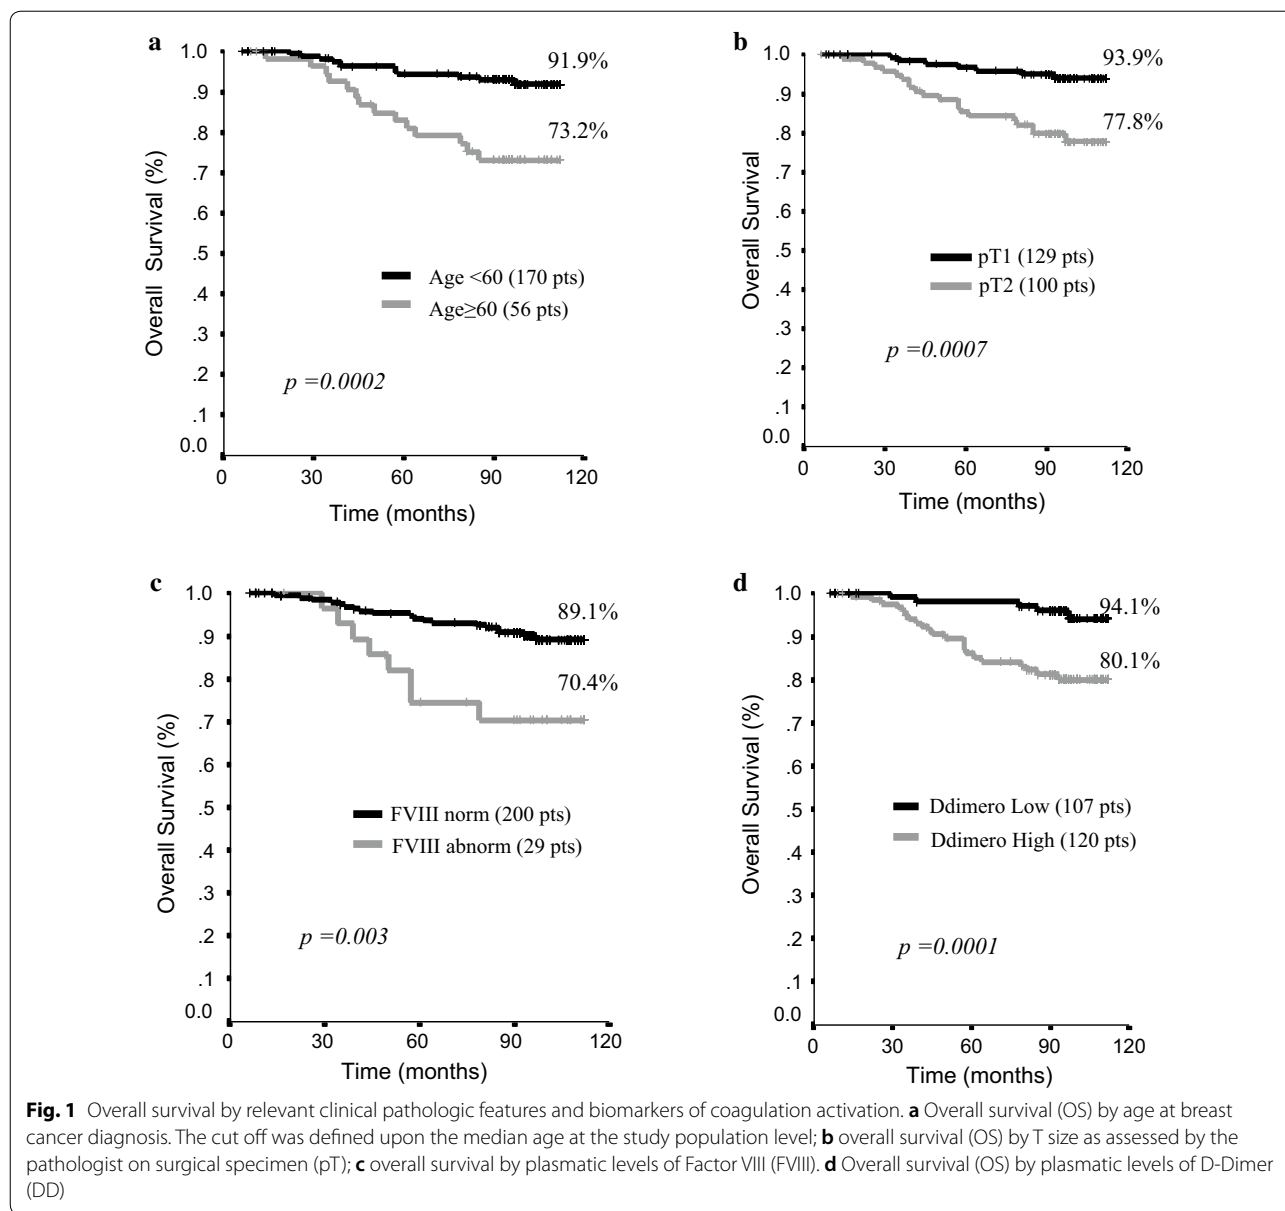 a
1.0
.9
.8
.7
.6
.5
.4
.3
.2
.1
0.0
Overall Survival (%)
91.9%
73.2%
Age <60 (170 pts)
Age≥60 (56 pts)
p =0.0002
0 30 60 90 120
Time (months)
b
1.0
.9
.8
.7
.6
.5
.4
.3
.2
.1
0.0
Overall Survival
93.9%
77.8%
pT1 (129 pts)
pT2 (100 pts)
p =0.0007
0 30 60 90 120
Time (months)
c
1.0
.9
.8
.7
.6
.5
.4
.3
.2
.1
0.0
Overall Survival (%)
89.1%
70.4%
FVIII norm (200 pts)
FVIII abnorm (29 pts)
p =0.003
0 30 60 90 120
Time (months)
d
1.0
.9
.8
.7
.6
.5
.4
.3
.2
.1
0.0
Overall Survival (%)
94.1%
80.1%
Ddimero Low (107 pts)
Ddimero High (120 pts)
p =0.0001
0 30 60 90 120
Time (months)
Fig. 1 Overall survival by relevant clinical pathologic features and biomarkers of coagulation activation. a Overall survival (OS) by age at breast
cancer diagnosis. The cut off was defined upon the median age at the study population level; b overall survival (OS) by T size as assessed by the
pathologist on surgical specimen (pT); c overall survival by plasmatic levels of Factor VIII (FVIII). d Overall survival (OS) by plasmatic levels of D-Dimer
(DD)